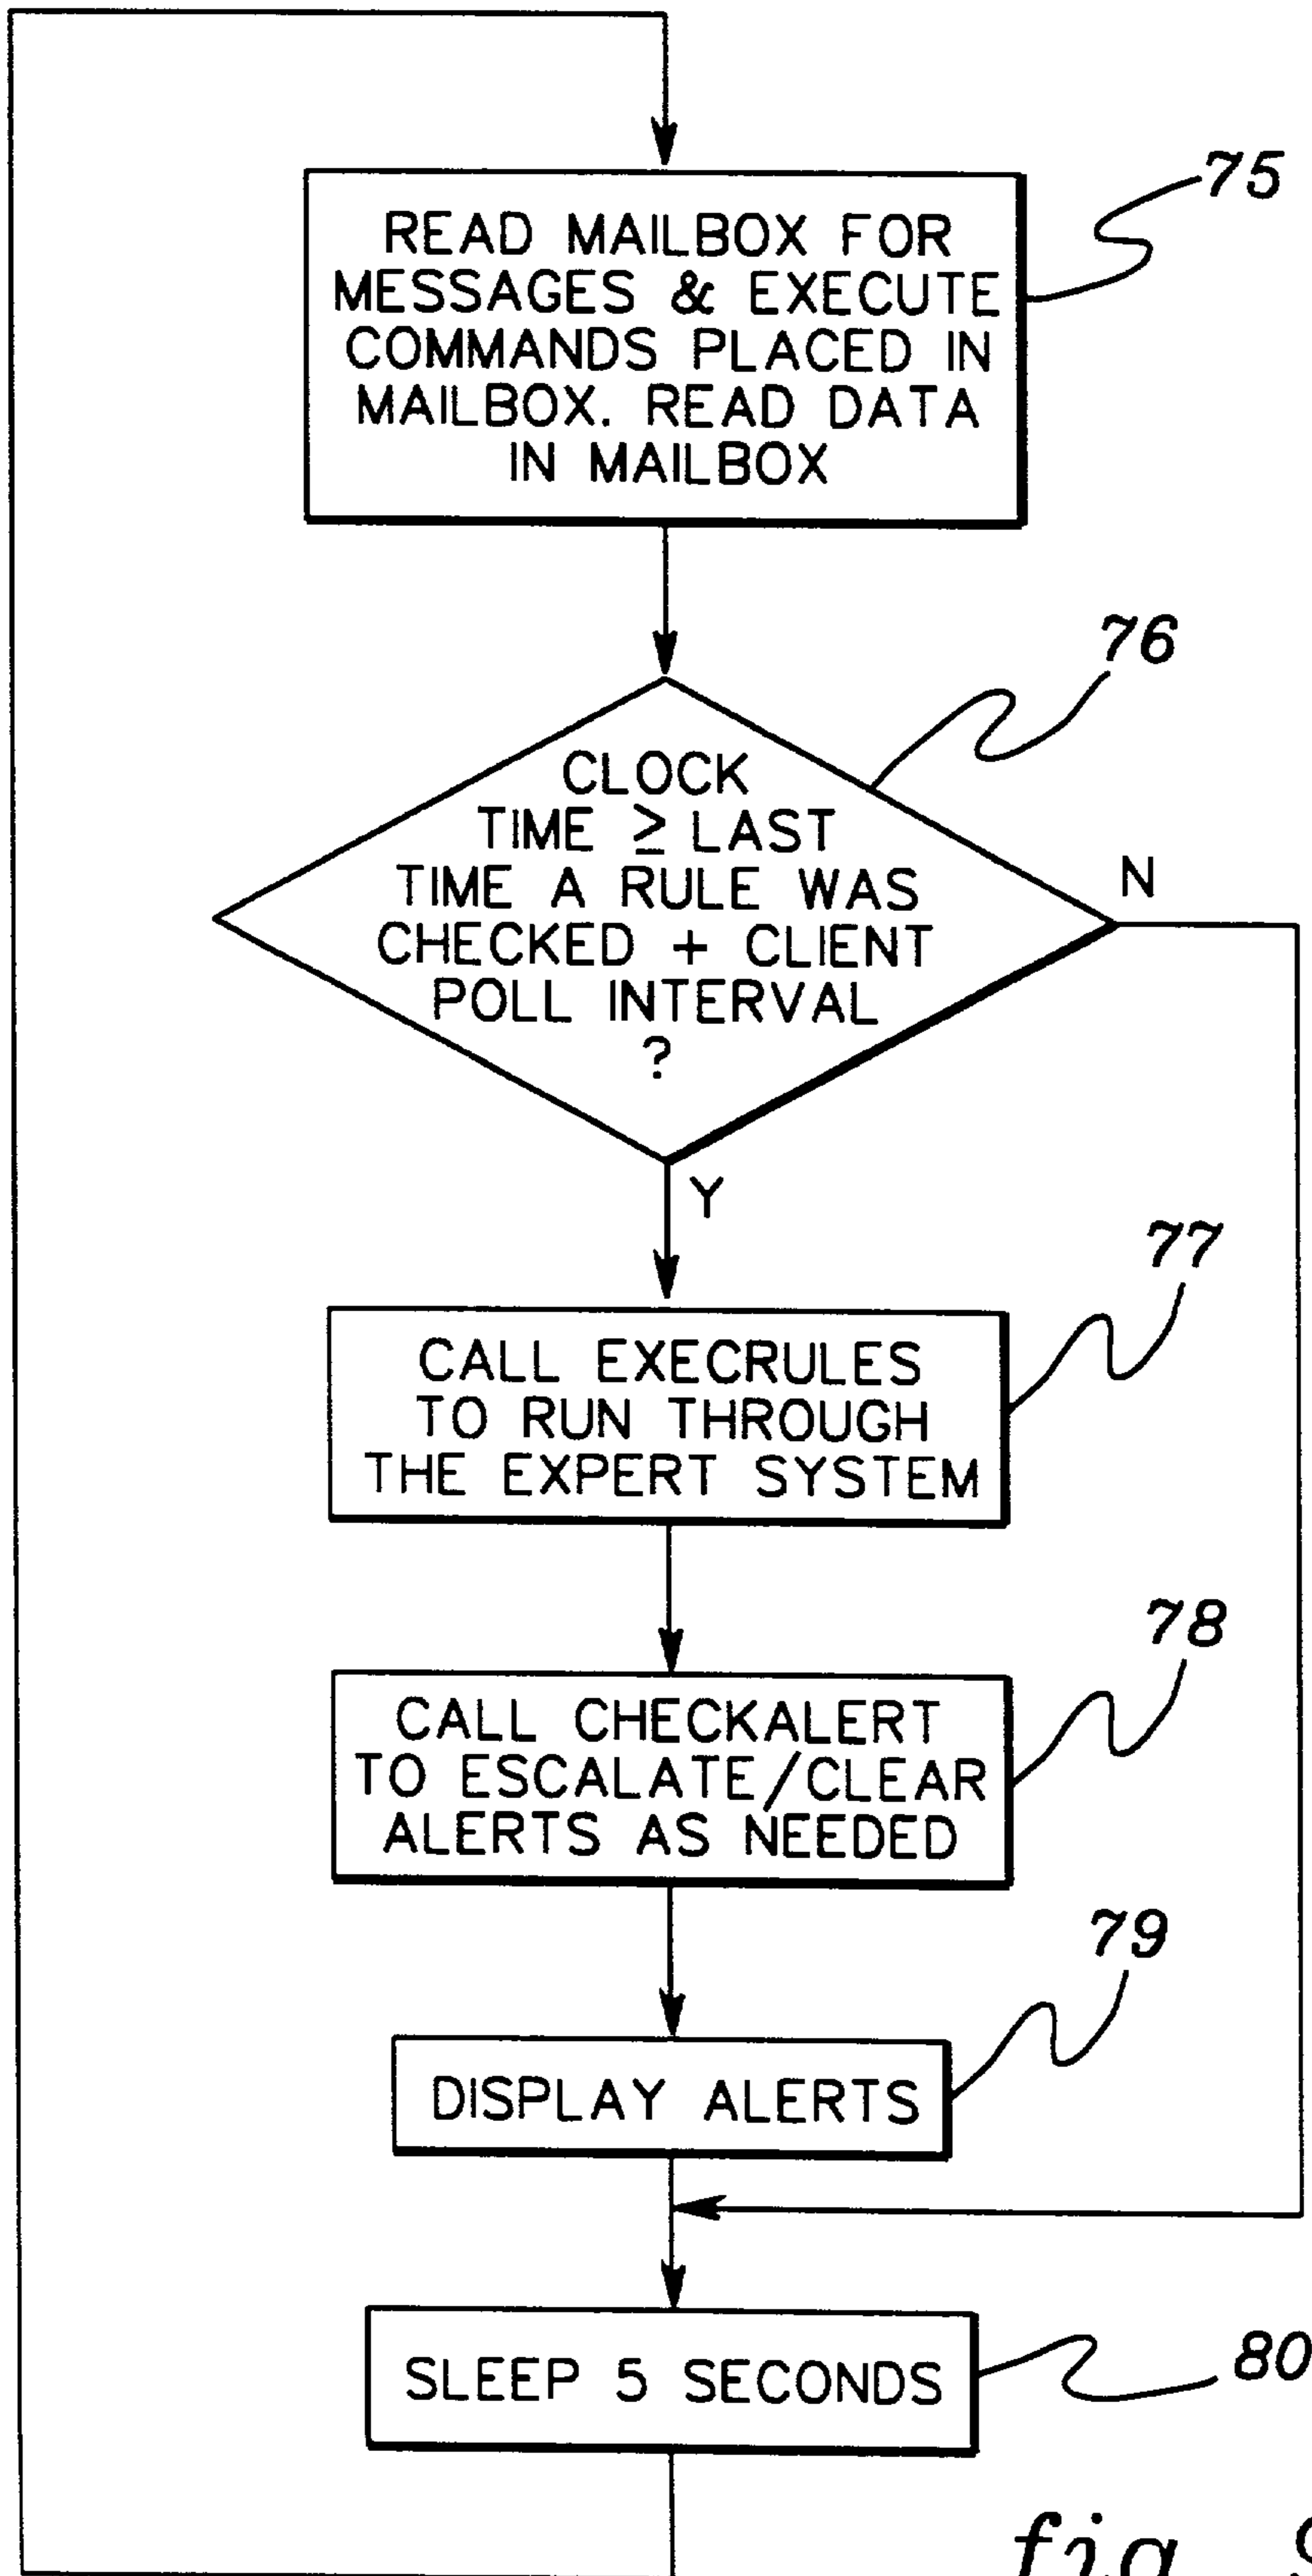 75
READ MAILBOX FOR
MESSAGES & EXECUTE
COMMANDS PLACED IN
MAILBOX. READ DATA
IN MAILBOX
76
CLOCK
TIME ≥ LAST
TIME A RULE WAS
CHECKED + CLIENT
POLL INTERVAL
?
N
Y
77
CALL EXECRULES
TO RUN THROUGH
THE EXPERT SYSTEM
78
CALL CHECKALERT
TO ESCALATE/CLEAR
ALERTS AS NEEDED
79
DISPLAY ALERTS
80
SLEEP 5 SECONDS
fig.